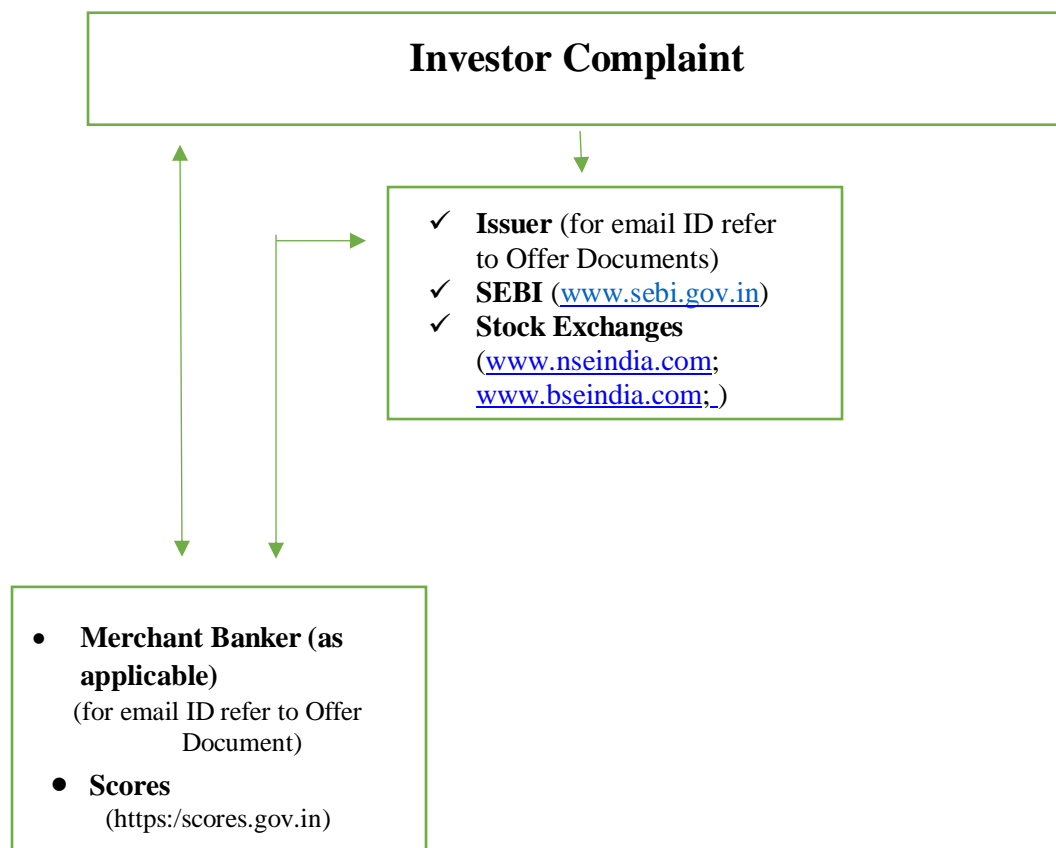 Investor Complaint
✓ Issuer (for email ID refer
to Offer Documents)
✓ SEBI (www.sebi.gov.in)
✓ Stock Exchanges
(www.nseindia.com;
www.bseindia.com; )
• Merchant Banker (as
applicable)
(for email ID refer to Offer
Document)
• Scores
(https:/scores.gov.in)